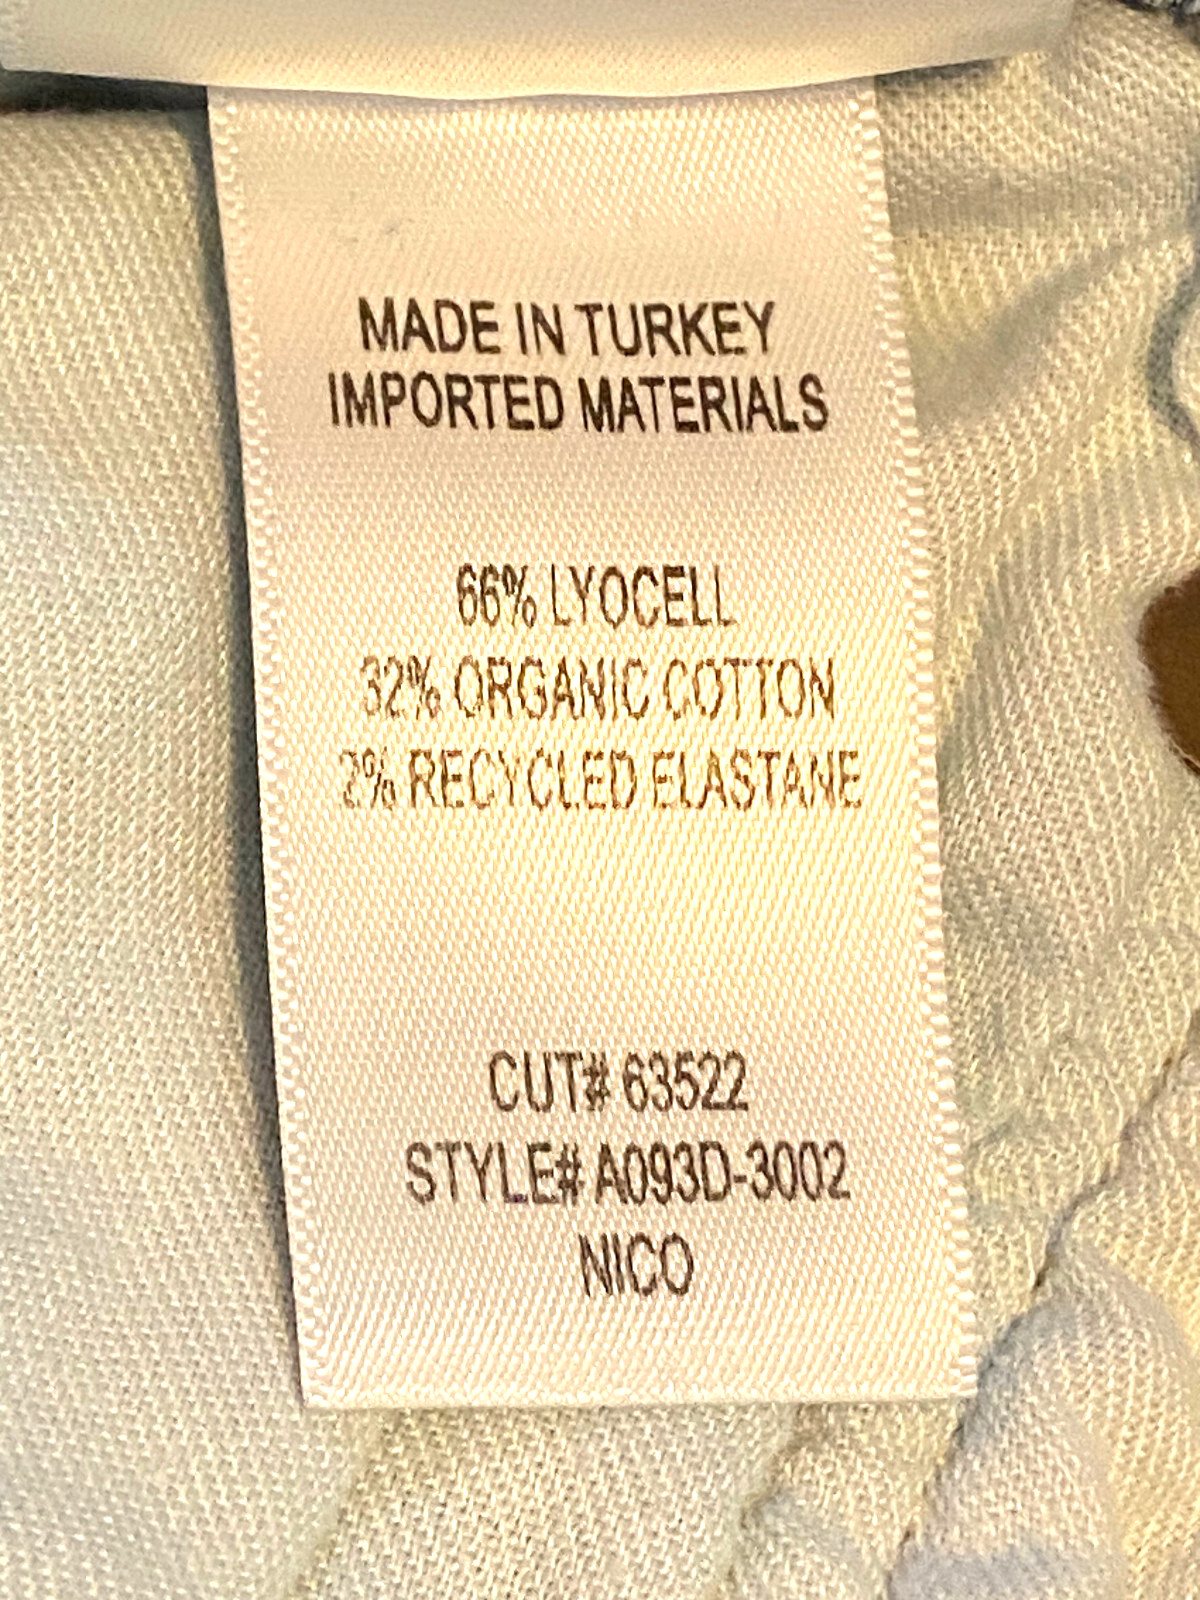 MADE IN TURKEY
IMPORTED MATERIALS
66% LYOCELL
32% ORGANIC COTTON
2% RECYCLED ELASTANE
CUT# 63522
STYLE# A093D-3002
NICO